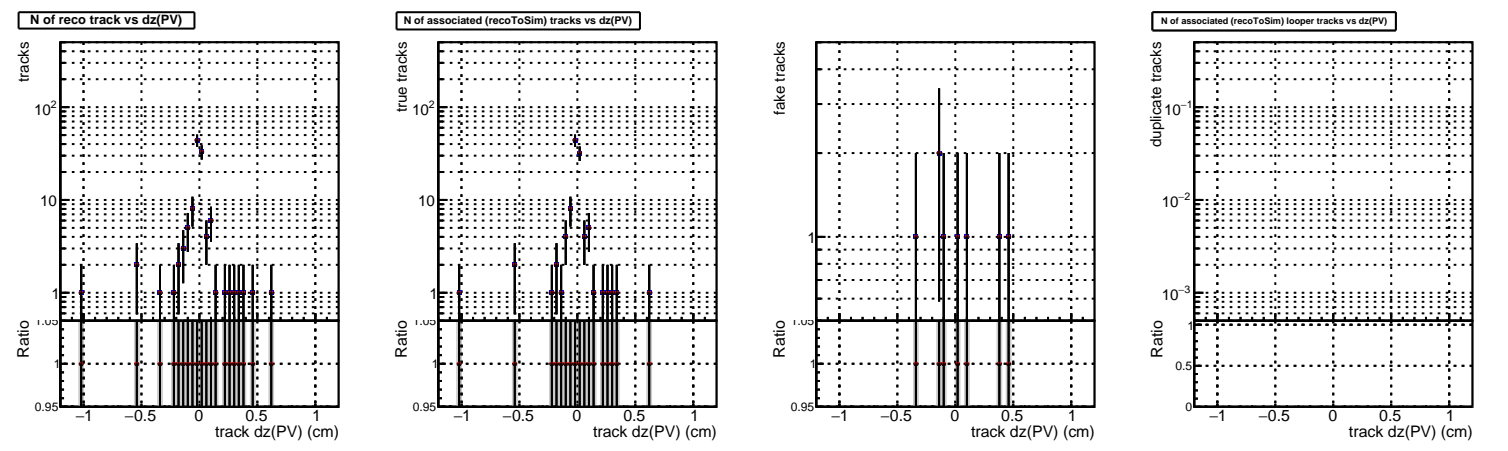 N of reco track vs dz(PV)
tracks
10²
10
1
1.05
Ratio
1
0.95
−1 −0.5 0 0.5 1
track dz(PV) (cm)
N of associated (recoToSim) tracks vs dz(PV)
true tracks
10²
10
1
1.05
Ratio
1
0.95
−1 −0.5 0 0.5 1
track dz(PV) (cm)
fake tracks
1
1.05
Ratio
1
0.95
−1 −0.5 0 0.5 1
track dz(PV) (cm)
N of associated (recoToSim) looper tracks vs dz(PV)
duplicate tracks
10⁻¹
10⁻²
10⁻³
Ratio
1
0.5
0
−1 −0.5 0 0.5 1
track dz(PV) (cm)